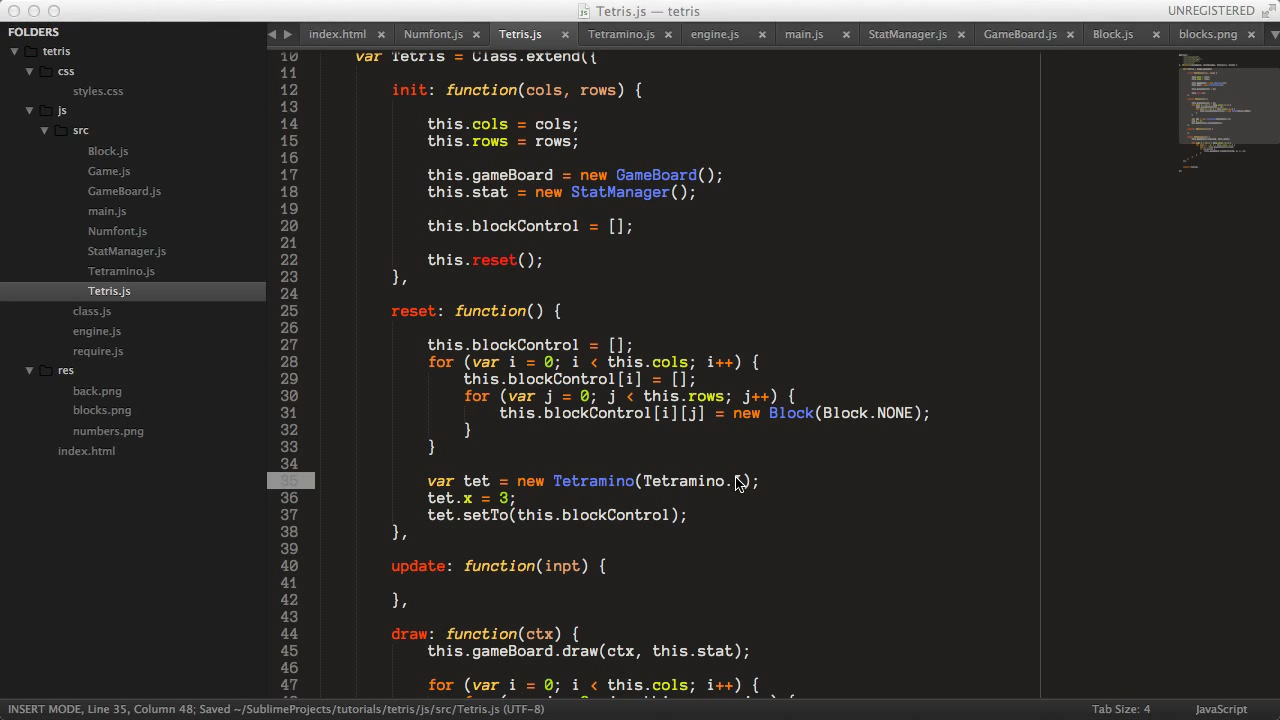 Tetris.js — tetris
UNREGISTERED
FOLDERS
tetris
css
styles.css
js
src
Block.js
Game.js
GameBoard.js
main.js
Numfont.js
StatManager.js
Tetramino.js
Tetris.js
class.js
engine.js
require.js
res
back.png
blocks.png
numbers.png
index.html
index.html Numfont.js Tetris.js Tetramino.js engine.js main.js StatManager.js GameBoard.js Block.js blocks.png
10 var Tetris = Class.extend({
11
12 init: function(cols, rows) {
13
14 this.cols = cols;
15 this.rows = rows;
16
17 this.gameBoard = new GameBoard();
18 this.stat = new StatManager();
19
20 this.blockControl = [];
21
22 this.reset();
23 },
24
25 reset: function() {
26
27 this.blockControl = [];
28 for (var i = 0; i < this.cols; i++) {
29 this.blockControl[i] = [];
30 for (var j = 0; j < this.rows; j++) {
31 this.blockControl[i][j] = new Block(Block.NONE);
32 }
33 }
34
35 var tet = new Tetramino(Tetramino. );
36 tet.x = 3;
37 tet.setTo(this.blockControl);
38 },
39
40 update: function(inpt) {
41
42 },
43
44 draw: function(ctx) {
45 this.gameBoard.draw(ctx, this.stat);
46
47 for (var i = 0; i < this.cols; i++) {
INSERT MODE, Line 35, Column 48; Saved ~/SublimeProjects/tutorials/tetris/js/src/Tetris.js (UTF-8)
Tab Size: 4
JavaScript